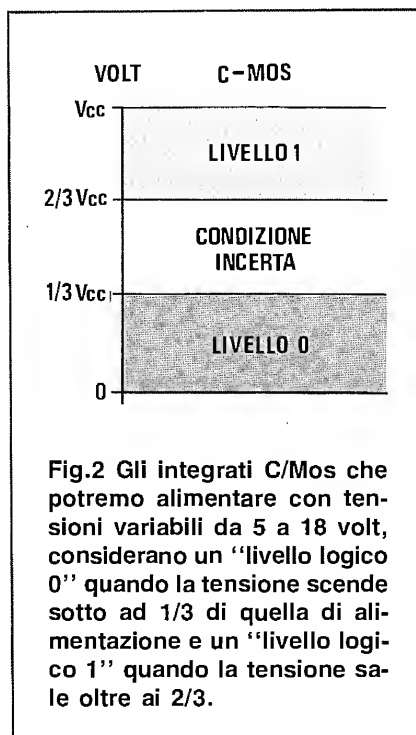 VOLT C-MOS
Vcc
LIVELLO 1
2/3 Vcc
CONDIZIONE
INCERTA
1/3 Vcc
LIVELLO 0
0
Fig.2 Gli integrati C/Mos che
potremo alimentare con ten-
sioni variabili da 5 a 18 volt,
considerano un "livello logico
0" quando la tensione scende
sotto ad 1/3 di quella di ali-
mentazione e un "livello logi-
co 1" quando la tensione sa-
le oltre ai 2/3.